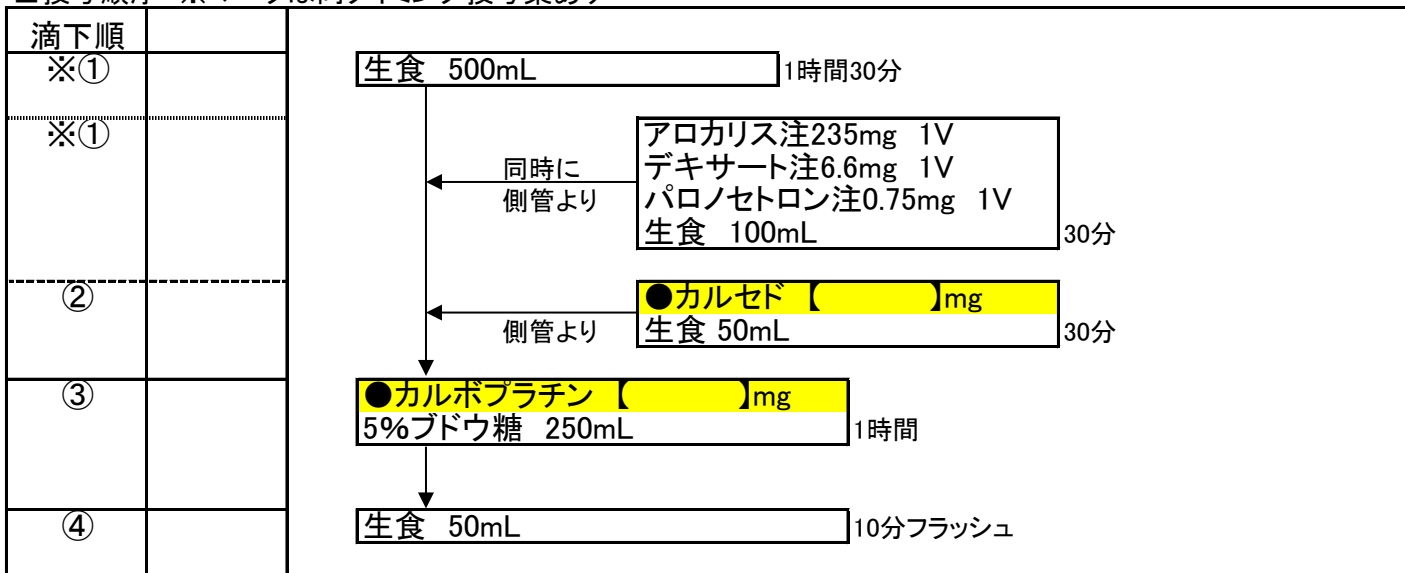 滴下順
※① 生食 500mL 1時間30分
※① アロカリス注235mg 1V
同時に デキサート注6.6mg 1V
側管より パロノセトロン注0.75mg 1V
生食 100mL 30分
② ●カルセド 【 】mg
側管より 生食 50mL 30分
③ ●カルボプラチン 【 】mg
5%ブドウ糖 250mL 1時間
④ 生食 50mL 10分フラッシュ